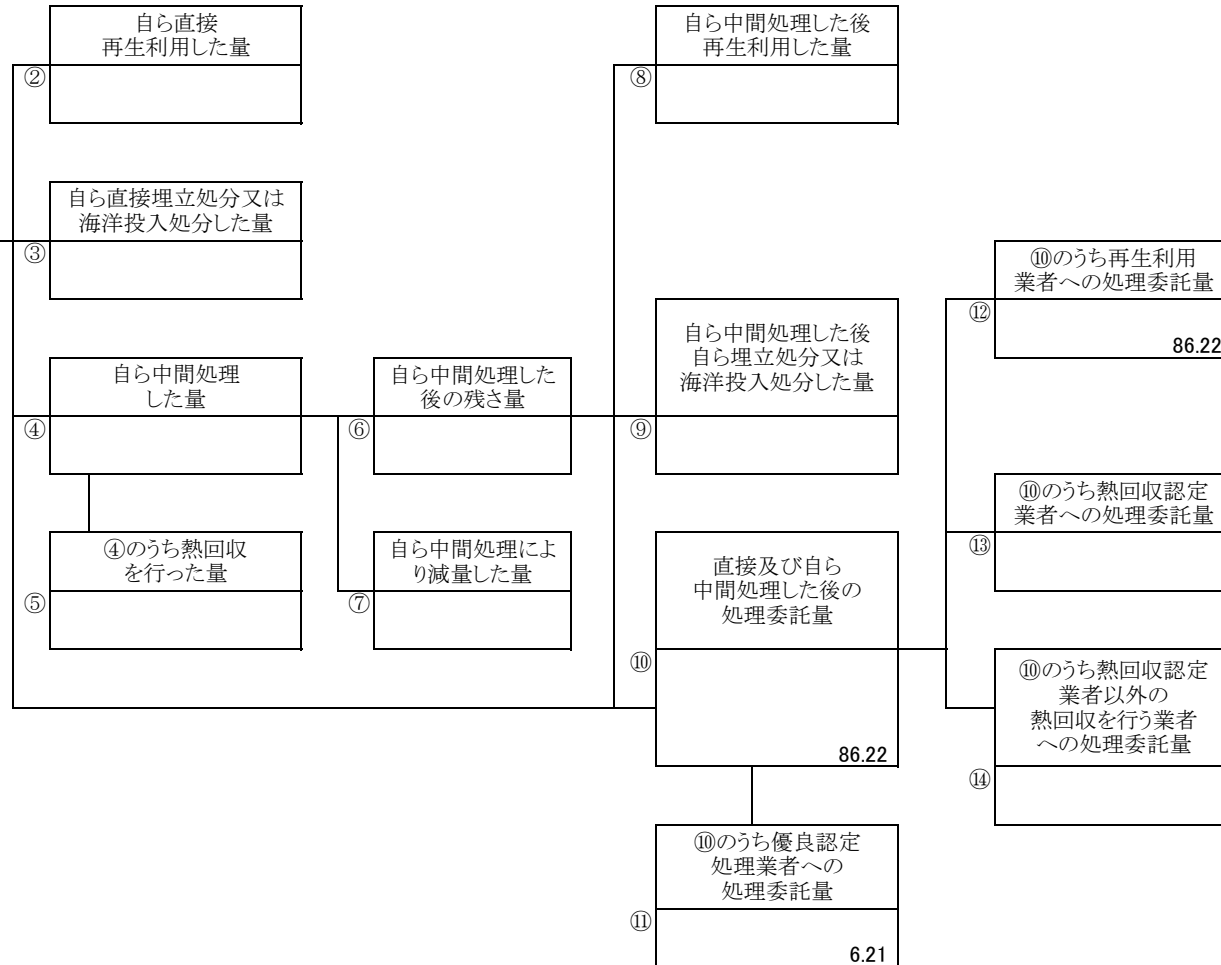 自ら直接
再生利用した量
②
自ら中間処理した後
再生利用した量
⑧
自ら直接埋立処分又は
海洋投入処分した量
③
⑩のうち再生利用
業者への処理委託量
⑫
86.22
自ら中間処理した後
自ら埋立処分又は
海洋投入処分した量
⑨
自ら中間処理
した量
④
自ら中間処理した
後の残さ量
⑥
⑩のうち熱回収認定
業者への処理委託量
⑬
④のうち熱回収
を行った量
⑤
自ら中間処理によ
り減量した量
⑦
直接及び自ら
中間処理した後の
処理委託量
⑩
86.22
⑩のうち熱回収認定
業者以外の
熱回収を行う業者
への処理委託量
⑭
⑩のうち優良認定
処理業者への
処理委託量
⑪
6.21